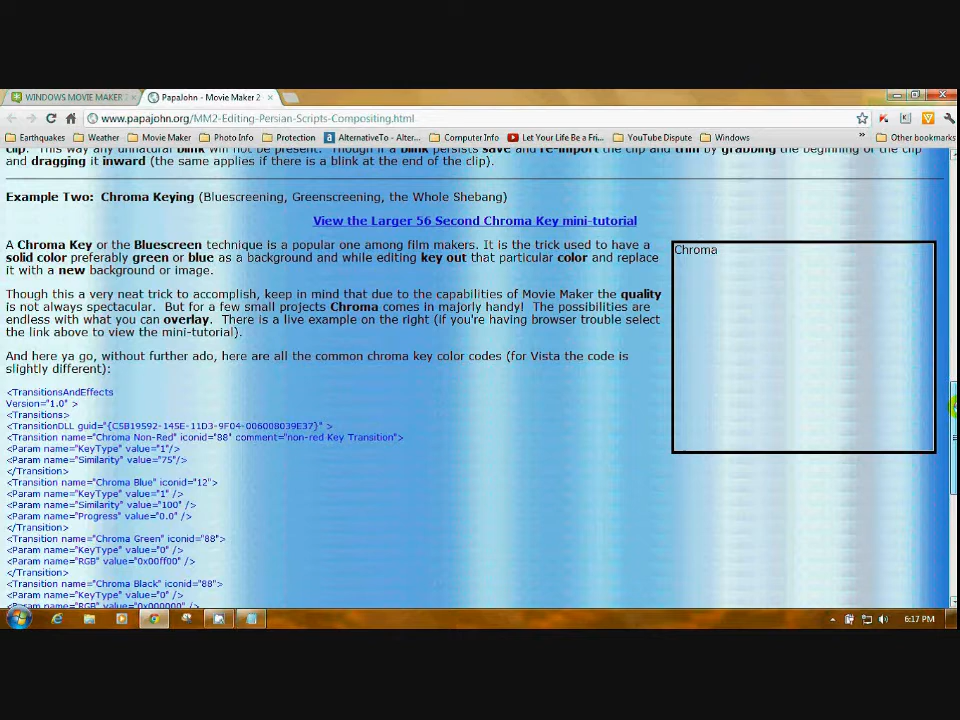 WINDOWS MOVIE MAKER 2
PapaJohn - Movie Maker 2
www.papajohn.org/MM2-Editing-Persian-Scripts-Compositing.html
Earthquakes Weather Movie Maker Photo Info Protection AlternativeTo - Alter... Computer Info Let Your Life Be a Fri... YouTube Dispute Windows » Other bookmarks
clip. This way any unnatural blink will not be present. Though if a blink persists save and re-import the clip and trim by grabbing the beginning of the clip
and dragging it inward (the same applies if there is a blink at the end of the clip).
Example Two: Chroma Keying (Bluescreening, Greenscreening, the Whole Shebang)
View the Larger 56 Second Chroma Key mini-tutorial
A Chroma Key or the Bluescreen technique is a popular one among film makers. It is the trick used to have a
solid color preferably green or blue as a background and while editing key out that particular color and replace
it with a new background or image.
Chroma
Though this a very neat trick to accomplish, keep in mind that due to the capabilities of Movie Maker the quality
is not always spectacular. But for a few small projects Chroma comes in majorly handy! The possibilities are
endless with what you can overlay. There is a live example on the right (if you're having browser trouble select
the link above to view the mini-tutorial).
And here ya go, without further ado, here are all the common chroma key color codes (for Vista the code is
slightly different):
<TransitionsAndEffects
Version="1.0" >
<Transitions>
<TransitionDLL guid="{C5B19592-145E-11D3-9F04-006008039E37}" >
<Transition name="Chroma Non-Red" iconid="88" comment="non-red Key Transition">
<Param name="KeyType" value="1"/>
<Param name="Similarity" value="75"/>
</Transition>
<Transition name="Chroma Blue" iconid="12">
<Param name="KeyType" value="1" />
<Param name="Similarity" value="100" />
<Param name="Progress" value="0.0" />
</Transition>
<Transition name="Chroma Green" iconid="88">
<Param name="KeyType" value="0" />
<Param name="RGB" value="0x00ff00" />
</Transition>
<Transition name="Chroma Black" iconid="88">
<Param name="KeyType" value="0" />
<Param name="RGB" value="0x000000" />
6:17 PM